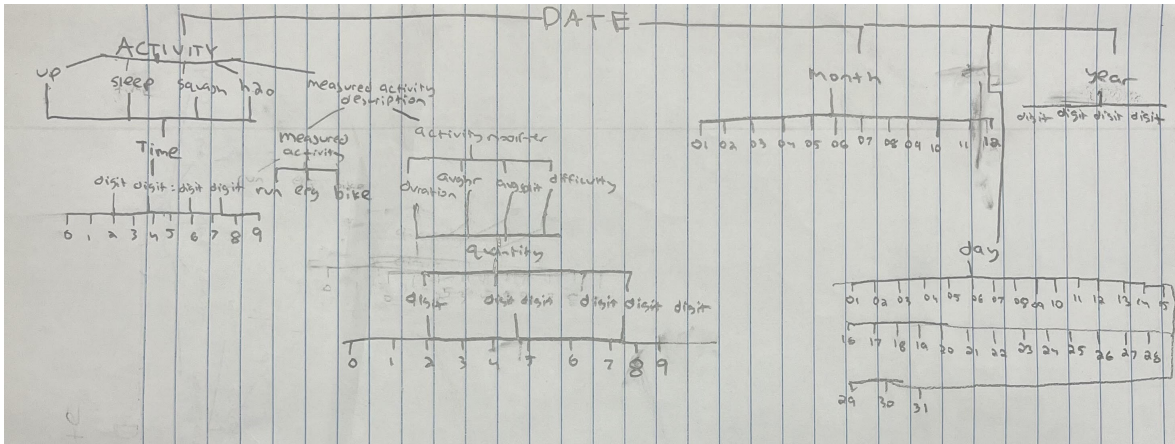 DATE
ACTIVITY
up sleep squash h2o
measured activity
description
Month
year
digit digit digit digit
01 02 03 04 05 06 07 08 09 10 11 12
Time
digit digit : digit digit
0 1 2 3 4 5 6 7 8 9
measured
activity
run erg bike
activity modifier
duration avghr avgsplit difficulty
quantity
digit digit digit digit digit digit
0 1 2 3 4 5 6 7 8 9
day
01 02 03 04 05 06 07 08 09 10 11 12 13 14 15
16 17 18 19 20 21 22 23 24 25 26 27 28
29 30 31